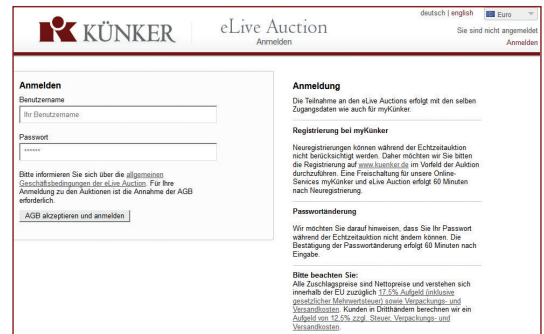 deutsch | english
Euro
KÜNKER
eLive Auction
Anmelden
Sie sind nicht angemeldet
Anmelden
Anmelden
Benutzername
Ihr Benutzername
Passwort
******
Bitte informieren Sie sich über die allgemeinen
Geschäftsbedingungen der eLive Auction. Für Ihre
Anmeldung zu den Auktionen ist die Annahme der AGB
erforderlich.
AGB akzeptieren und anmelden
Anmeldung
Die Teilnahme an den eLive Auctions erfolgt mit den selben
Zugangsdaten wie auch für myKünker.
Registrierung bei myKünker
Neuregistrierungen können während der Echtzeitauktion
nicht berücksichtigt werden. Daher möchten wir Sie bitten
die Registrierung auf www.kuenker.de im Vorfeld der Auktion
durchzuführen. Eine Freischaltung für unsere Online-
Services myKünker und eLive Auction erfolgt 60 Minuten
nach Neuregistrierung.
Passwortänderung
Wir möchten Sie darauf hinweisen, dass Sie Ihr Passwort
während der Echtzeitauktion nicht ändern können. Die
Bestätigung der Passwortänderung erfolgt 60 Minuten nach
Eingabe.
Bitte beachten Sie:
Alle Zuschlagspreise sind Nettopreise und verstehen sich
innerhalb der EU zuzüglich 17,5% Aufgeld (inklusive
gesetzlicher Mehrwertsteuer) sowie Verpackungs- und
Versandkosten. Kunden in Drittländern berechnen wir ein
Aufgeld von 12,5% zzgl. Steuer, Verpackungs- und
Versandkosten.